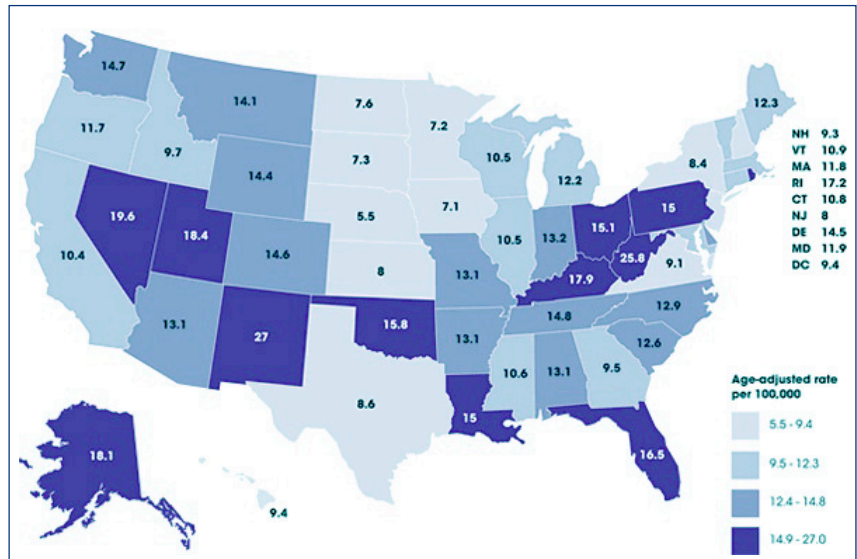 14.7
14.1
7.6
7.2
12.3
11.7
9.7
7.3
10.5
8.4
NH 9.3
VT 10.9
MA 11.8
RI 17.2
CT 10.8
NJ 8
DE 14.5
MD 11.9
DC 9.4
14.4
12.2
19.6
18.4
5.5
7.1
15
10.4
14.6
8
10.5
13.2
15.1
25.8
9.1
13.1
17.9
13.1
27
15.8
13.1
14.8
12.9
12.6
8.6
15
10.6
13.1
9.5
16.5
18.1
9.4
Age-adjusted rate
per 100,000
5.5 - 9.4
9.5 - 12.3
12.4 - 14.8
14.9 - 27.0